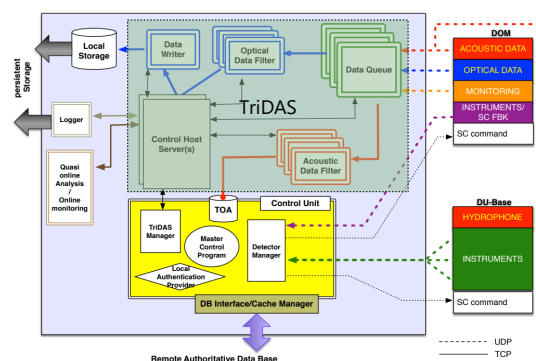 persistent
Storage
Local
Storage
Data
Writer
Optical
Data Filter
Data Queue
TriDAS
Logger
Control Host
Server(s)
Acoustic
Data Filter
Quasi
online
Analysis
/
Online
monitoring
TOA
Control Unit
TriDAS
Manager
Master
Control
Program
Detector
Manager
Local
Authentication
Provider
DB Interface/Cache Manager
Remote Authoritative Data Base
DOM
ACOUSTIC DATA
OPTICAL DATA
MONITORING
INSTRUMENTS/
SC FBK
SC command
DU-Base
HYDROPHONE
INSTRUMENTS
SC command
UDP
TCP